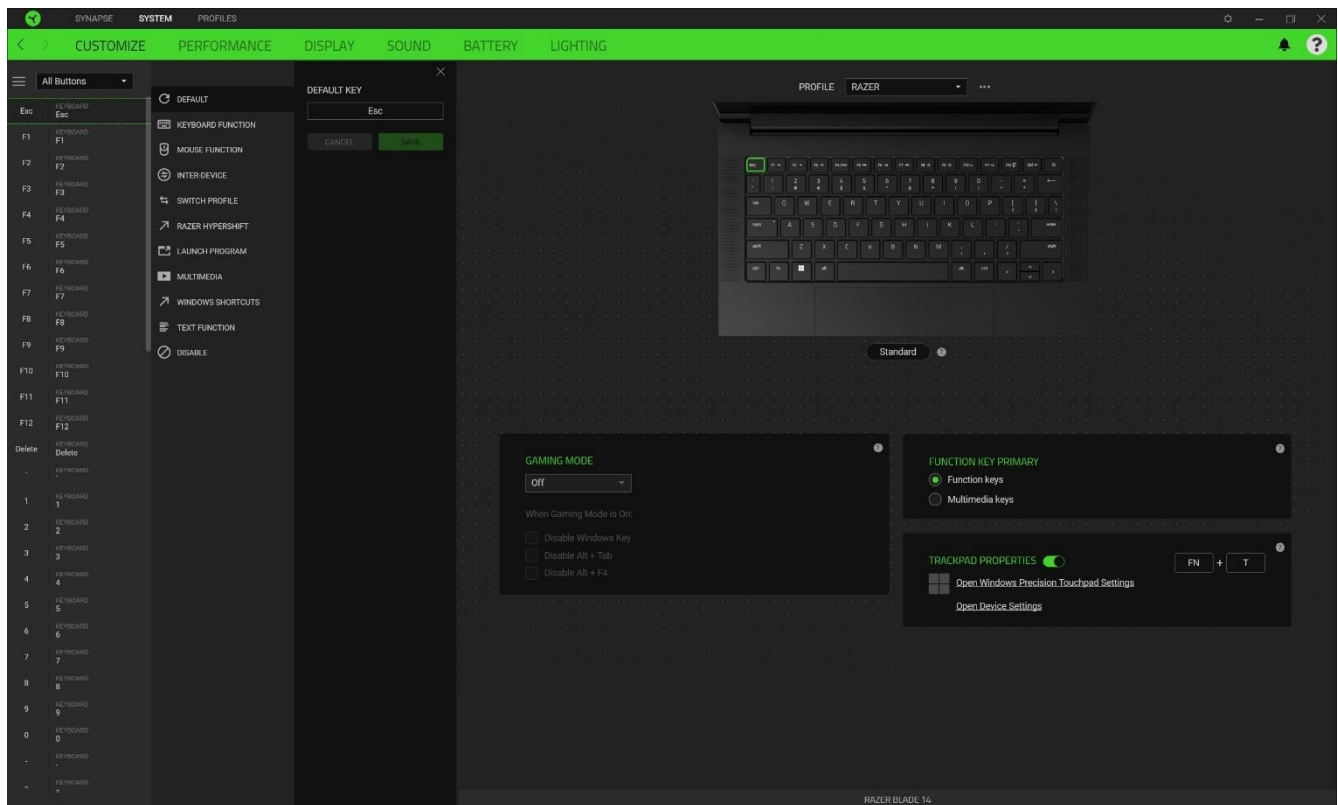 SYNAPSE SYSTEM PROFILES
CUSTOMIZE PERFORMANCE DISPLAY SOUND BATTERY LIGHTING
All Buttons
Esc KEYBOARD Esc
F1 KEYBOARD F1
F2 KEYBOARD F2
F3 KEYBOARD F3
F4 KEYBOARD F4
F5 KEYBOARD F5
F6 KEYBOARD F6
F7 KEYBOARD F7
F8 KEYBOARD F8
F9 KEYBOARD F9
F10 KEYBOARD F10
F11 KEYBOARD F11
F12 KEYBOARD F12
Delete KEYBOARD Delete
KEYBOARD
1 KEYBOARD 1
2 KEYBOARD 2
3 KEYBOARD 3
4 KEYBOARD 4
5 KEYBOARD 5
6 KEYBOARD 6
7 KEYBOARD 7
8 KEYBOARD 8
9 KEYBOARD 9
0 KEYBOARD 0
- KEYBOARD -
= KEYBOARD =
DEFAULT
KEYBOARD FUNCTION
MOUSE FUNCTION
INTER-DEVICE
SWITCH PROFILE
RAZER HYPERSHIFT
LAUNCH PROGRAM
MULTIMEDIA
WINDOWS SHORTCUTS
TEXT FUNCTION
DISABLE
DEFAULT KEY
Esc
CANCEL SAVE
PROFILE RAZER
Q W E R T Y U I O P
A S D F G H J K L
Z X C V B N M
Standard
GAMING MODE
Off
When Gaming Mode is On:
Disable Windows Key
Disable Alt + Tab
Disable Alt + F4
FUNCTION KEY PRIMARY
Function keys
Multimedia keys
TRACKPAD PROPERTIES FN + T
Open Windows Precision Touchpad Settings
Open Device Settings
RAZER BLADE 14